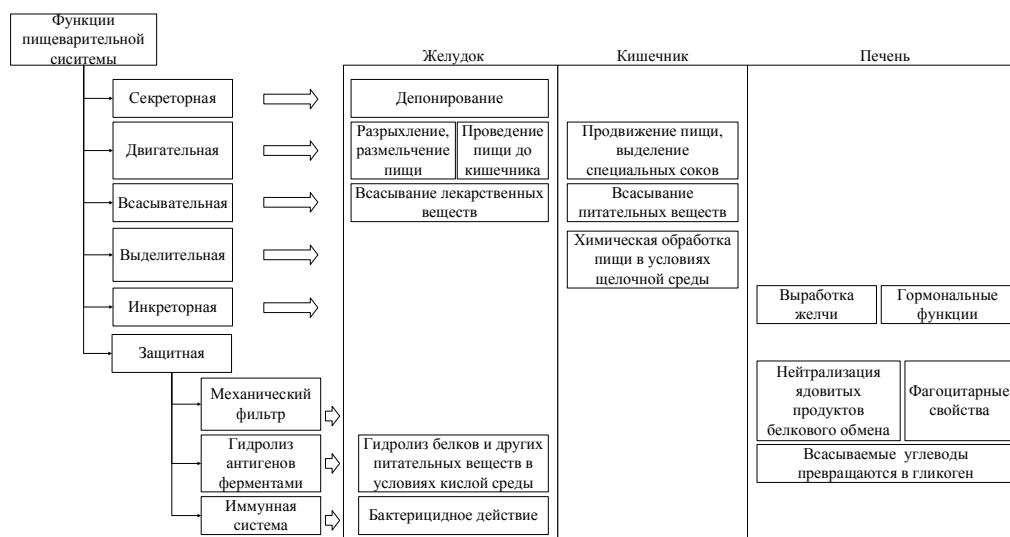 Функции
пищеварительной
сиситемы
Желудок
Кишечник
Печень
Секреторная
Депонирование
Двигательная
Разрыхление,
размельчение
пищи
Проведение
пищи до
кишечника
Продвижение пищи,
выделение
специальных соков
Всасывательная
Всасывание лекарственных
веществ
Всасывание
питательных веществ
Выделительная
Химическая обработка
пищи в условиях
щелочной среды
Инкреторная
Выработка
желчи
Гормональные
функции
Защитная
Механический
фильтр
Нейтрализация
ядовитых
продуктов
белкового обмена
Фагоцитарные
свойства
Гидролиз
антигенов
ферментами
Гидролиз белков и других
питательных веществ в
условиях кислой среды
Всасываемые углеводы
превращаются в гликоген
Иммунная
система
Бактерицидное действие